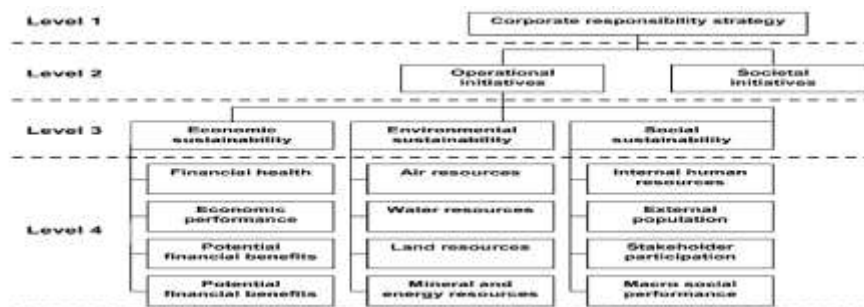 Level 1
Corporate responsibility strategy
Level 2
Operational
initiatives
Societal
initiatives
Level 3
Economic
sustainability
Environmental
sustainability
Social
sustainability
Level 4
Financial health
Air resources
Internal human
resources
Economic
performance
Water resources
External
population
Potential
financial benefits
Land resources
Stakeholder
participation
Potential
financial benefits
Mineral and
energy resources
Macro social
performance